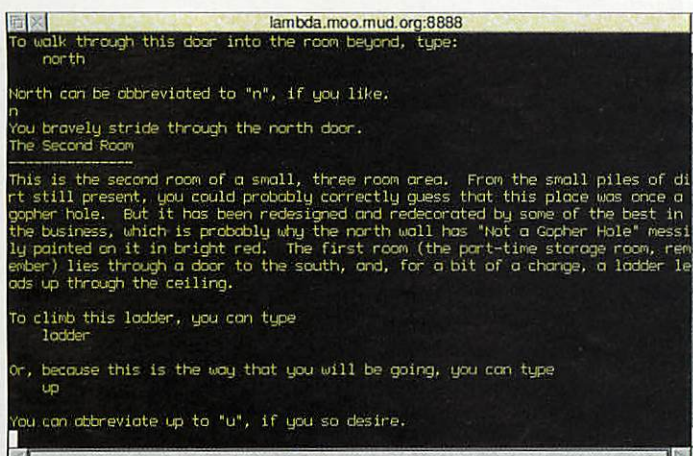 lambda.moo.mud.org:8888
To walk through this door into the room beyond, type:
north
North can be abbreviated to "n", if you like.
n
You bravely stride through the north door.
The Second Room
---------------
This is the second room of a small, three room area.  From the small piles of di
rt still present, you could probably correctly guess that this place was once a
gopher hole.  But it has been redesigned and redecorated by some of the best in
the business, which is probably why the north wall has "Not a Gopher Hole" messi
ly painted on it in bright red.  The first room (the part-time storage room, rem
ember) lies through a door to the south, and, for a bit of a change, a ladder le
ads up through the ceiling.
To climb this ladder, you can type
ladder
Or, because this is the way that you will be going, you can type
up
You can abbreviate up to "u", if you so desire.